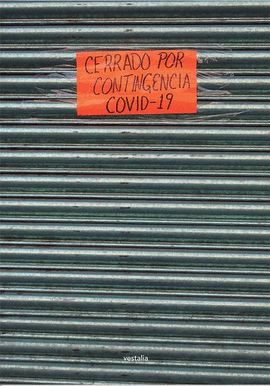 CERRADO POR
CONTINGENCIA
COVID-19
vestalia